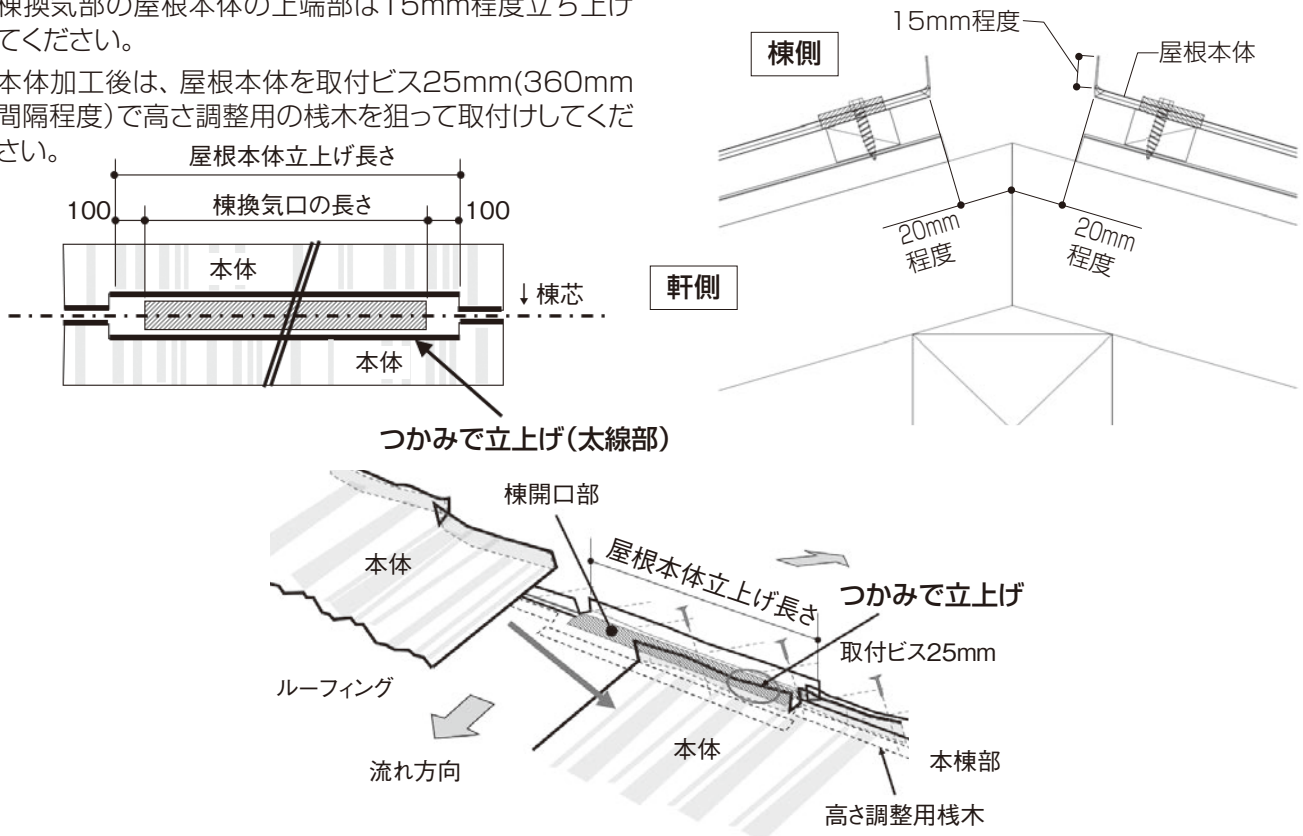 棟換気部の屋根本体の上端部は15mm程度立ち上げ
てください。
本体加工後は、屋根本体を取付ビス25mm(360mm
間隔程度)で高さ調整用の桟木を狙って取付けしてくだ
さい。
屋根本体立上げ長さ
100
棟換気口の長さ
100
本体
↓棟芯
本体
つかみで立上げ(太線部)
棟側
15mm程度
屋根本体
20mm
程度
20mm
程度
軒側
棟開口部
本体
屋根本体立上げ長さ
つかみで立上げ
取付ビス25mm
ルーフィング
流れ方向
本体
本棟部
高さ調整用桟木